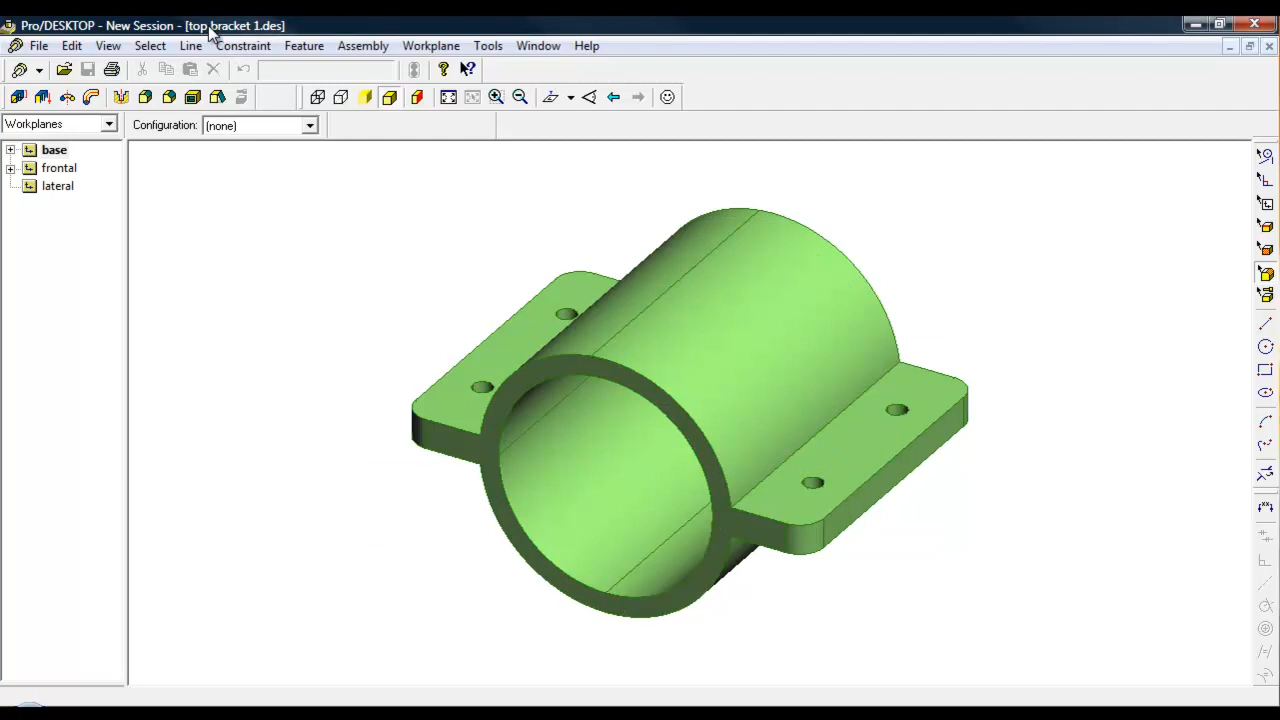 Pro/DESKTOP - New Session - [top bracket 1.des]
File Edit View Select Line Constraint Feature Assembly Workplane Tools Window Help
Workplanes Configuration: (none)
base
frontal
lateral